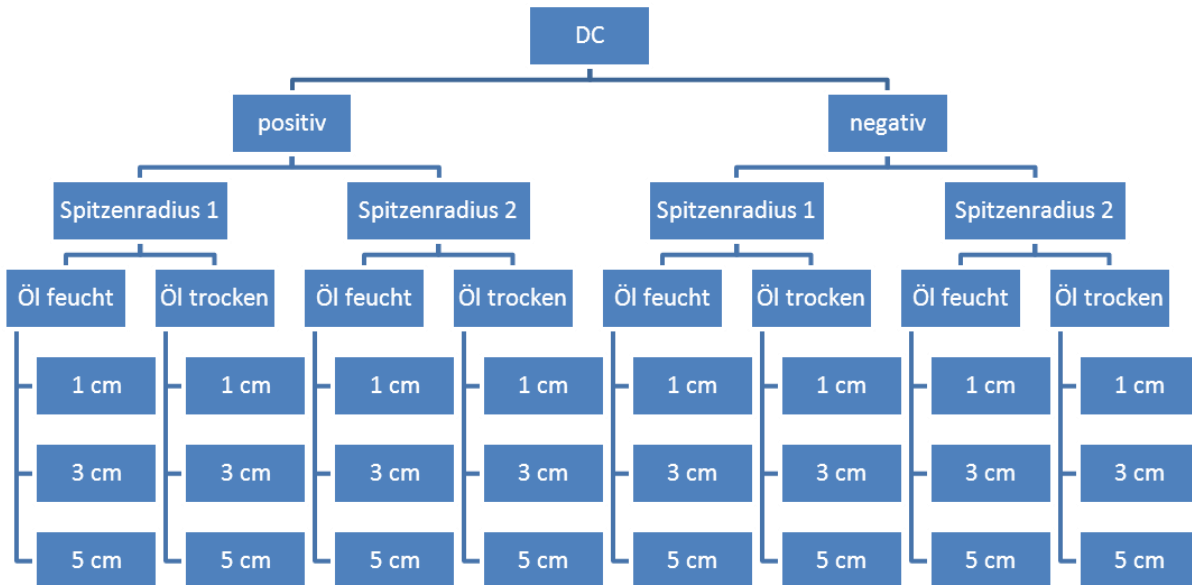 DC
positiv
negativ
Spitzenradius 1
Spitzenradius 2
Spitzenradius 1
Spitzenradius 2
Öl feucht
Öl trocken
Öl feucht
Öl trocken
Öl feucht
Öl trocken
Öl feucht
Öl trocken
1 cm
1 cm
1 cm
1 cm
1 cm
1 cm
1 cm
1 cm
3 cm
3 cm
3 cm
3 cm
3 cm
3 cm
3 cm
3 cm
5 cm
5 cm
5 cm
5 cm
5 cm
5 cm
5 cm
5 cm